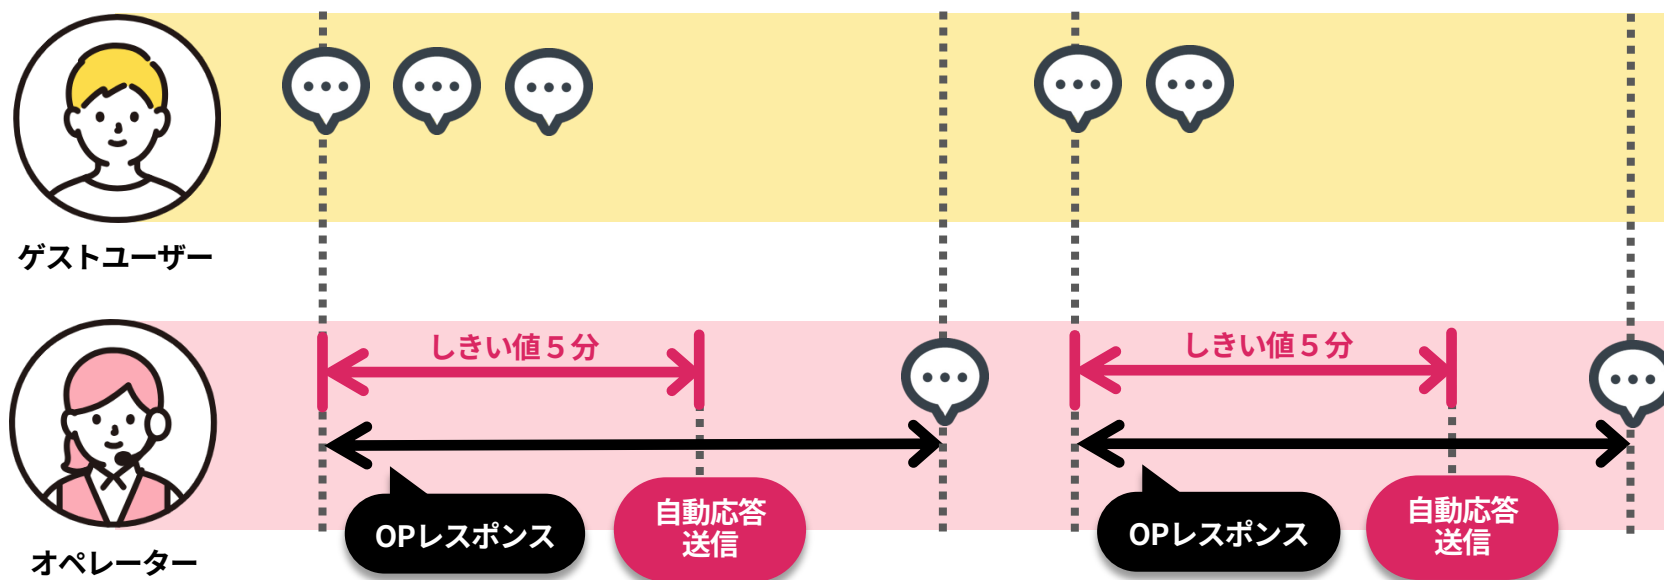 ゲストユーザー
しきい値５分
しきい値５分
OPレスポンス
自動応答
送信
OPレスポンス
自動応答
送信
オペレーター